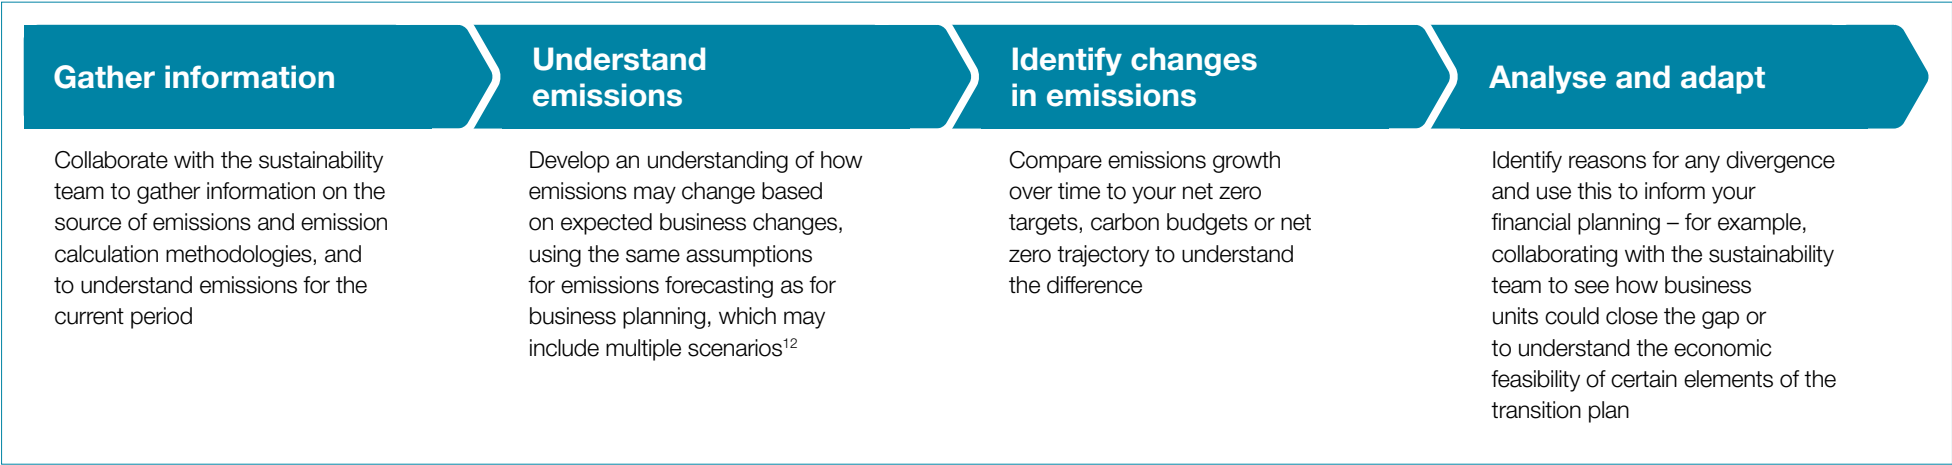 Gather information
Collaborate with the sustainability
team to gather information on the
source of emissions and emission
calculation methodologies, and
to understand emissions for the
current period
Understand
emissions
Develop an understanding of how
emissions may change based
on expected business changes,
using the same assumptions
for emissions forecasting as for
business planning, which may
include multiple scenarios¹²
Identify changes
in emissions
Compare emissions growth
over time to your net zero
targets, carbon budgets or net
zero trajectory to understand
the difference
Analyse and adapt
Identify reasons for any divergence
and use this to inform your
financial planning – for example,
collaborating with the sustainability
team to see how business
units could close the gap or
to understand the economic
feasibility of certain elements of the
transition plan